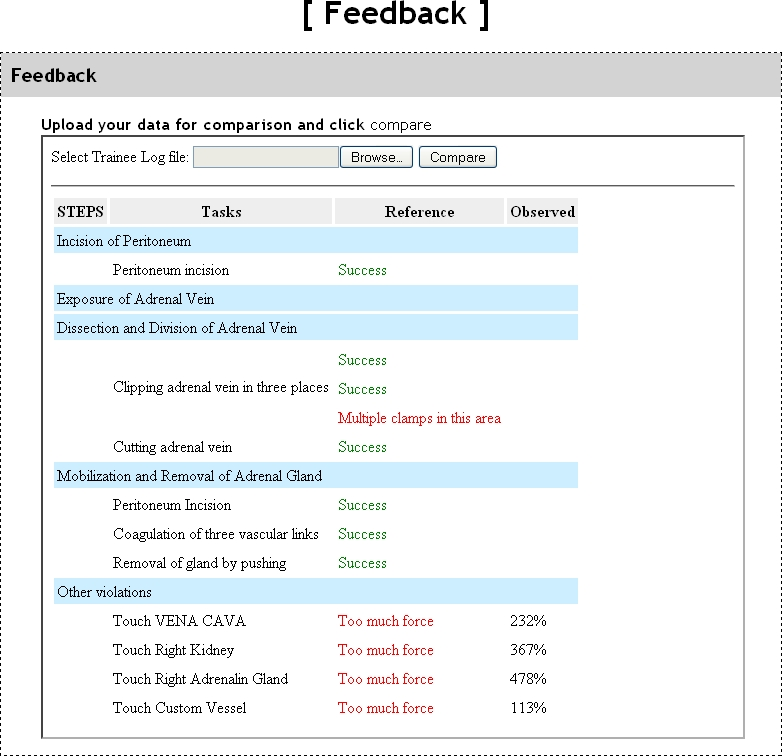 [ Feedback ]
Feedback
Upload your data for comparison and click compare
Select Trainee Log file: Browse... Compare
STEPS Tasks Reference Observed
Incision of Peritoneum
Peritoneum incision Success
Exposure of Adrenal Vein
Dissection and Division of Adrenal Vein
Success
Clipping adrenal vein in three places Success
Multiple clamps in this area
Cutting adrenal vein Success
Mobilization and Removal of Adrenal Gland
Peritoneum Incision Success
Coagulation of three vascular links Success
Removal of gland by pushing Success
Other violations
Touch VENA CAVA Too much force 232%
Touch Right Kidney Too much force 367%
Touch Right Adrenalin Gland Too much force 478%
Touch Custom Vessel Too much force 113%